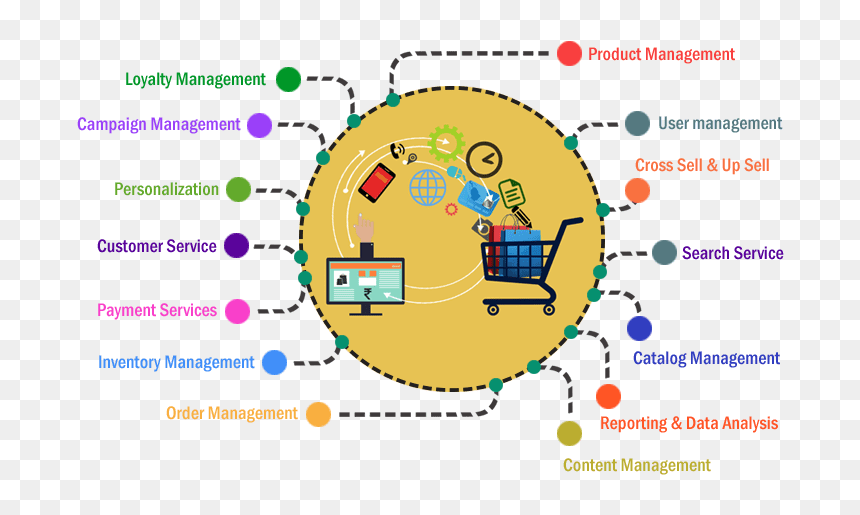 Product Management
Loyalty Management
Campaign Management
User management
Cross Sell & Up Sell
Personalization
Customer Service
Search Service
Payment Services
₹
Inventory Management
Catalog Management
Order Management
Reporting & Data Analysis
Content Management